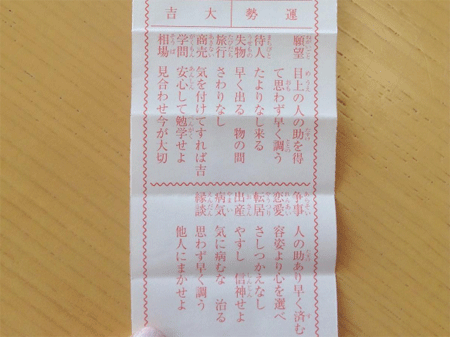 運勢 大吉
願望 目上の人の助を得
て思わず早く調う
待人 たよりなし来る
失物 早く出る 物の間
旅行 さわりなし
商売 気を付けてすれば吉
学問 安心して勉学せよ
相場 見合わせ今が大切
争事 人の助あり早く済む
恋愛 容姿より心を選べ
転居 さしつかえなし
出産 やすし 信神せよ
病気 気に病むな 治る
縁談 思わず早く調う
他人にまかせよ